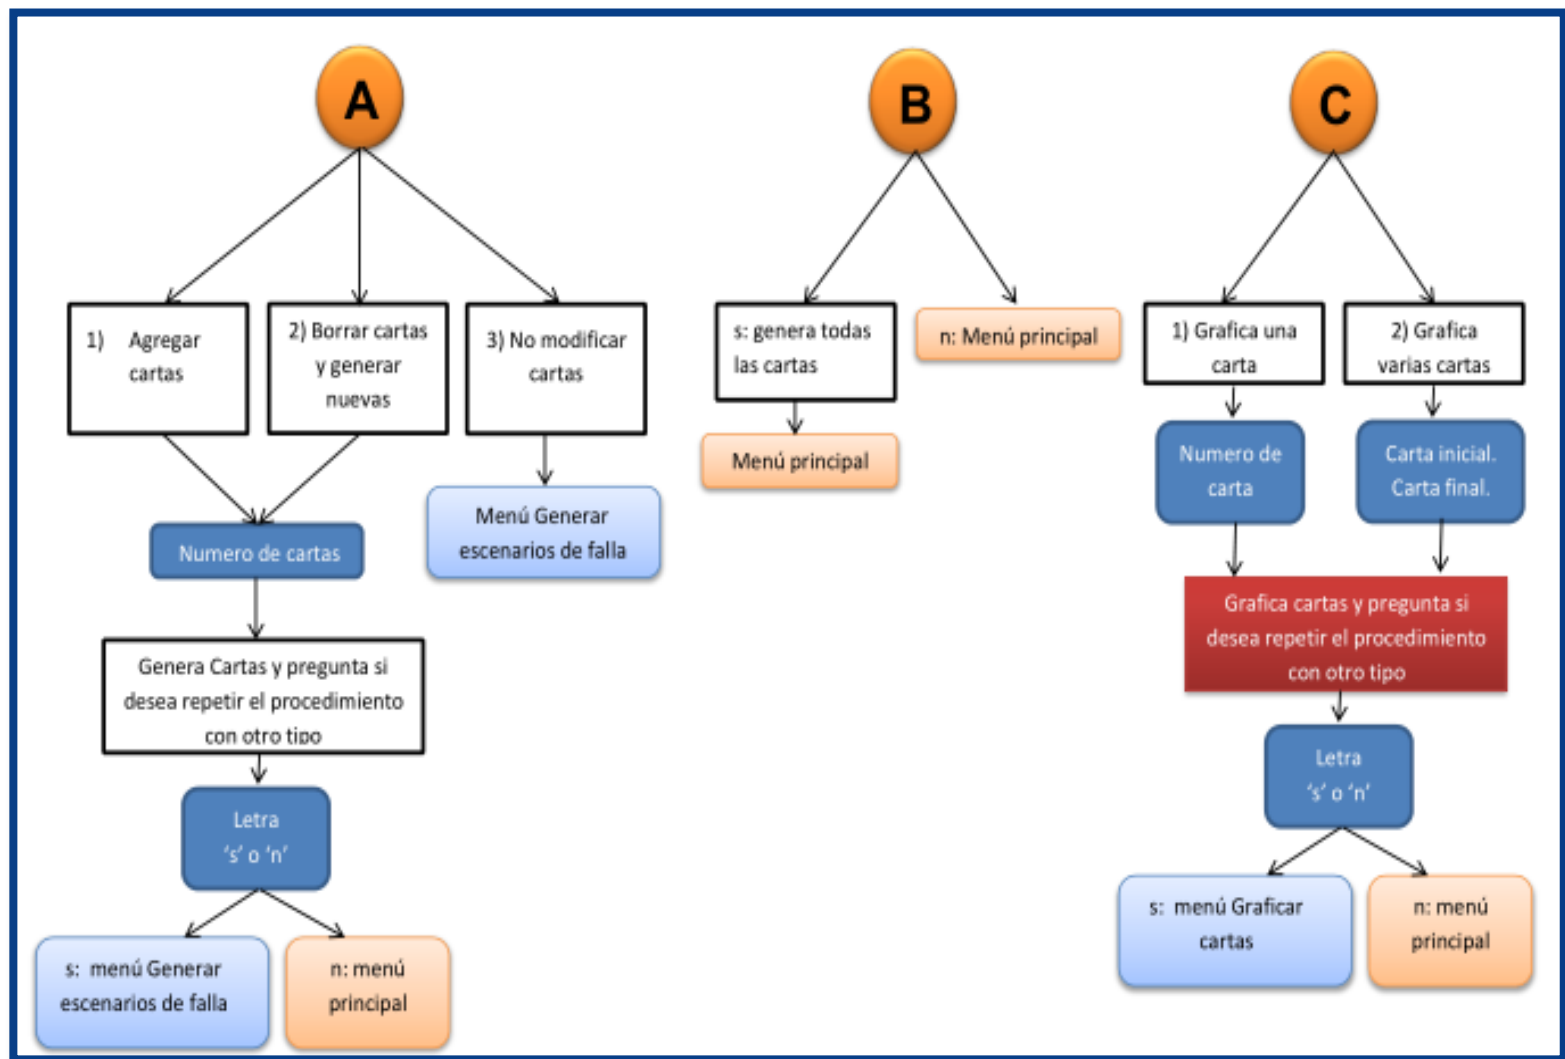 A
1) Agregar
cartas
2) Borrar cartas
y generar
nuevas
3) No modificar
cartas
Numero de cartas
Menú Generar
escenarios de falla
Genera Cartas y pregunta si
desea repetir el procedimiento
con otro tipo
Letra
‘s’ o ‘n’
s: menú Generar
escenarios de falla
n: menú
principal
B
s: genera todas
las cartas
n: Menú principal
Menú principal
C
1) Grafica una
carta
2) Grafica
varias cartas
Numero de
carta
Carta inicial.
Carta final.
Grafica cartas y pregunta si
desea repetir el procedimiento
con otro tipo
Letra
‘s’ o ‘n’
s: menú Graficar
cartas
n: menú
principal